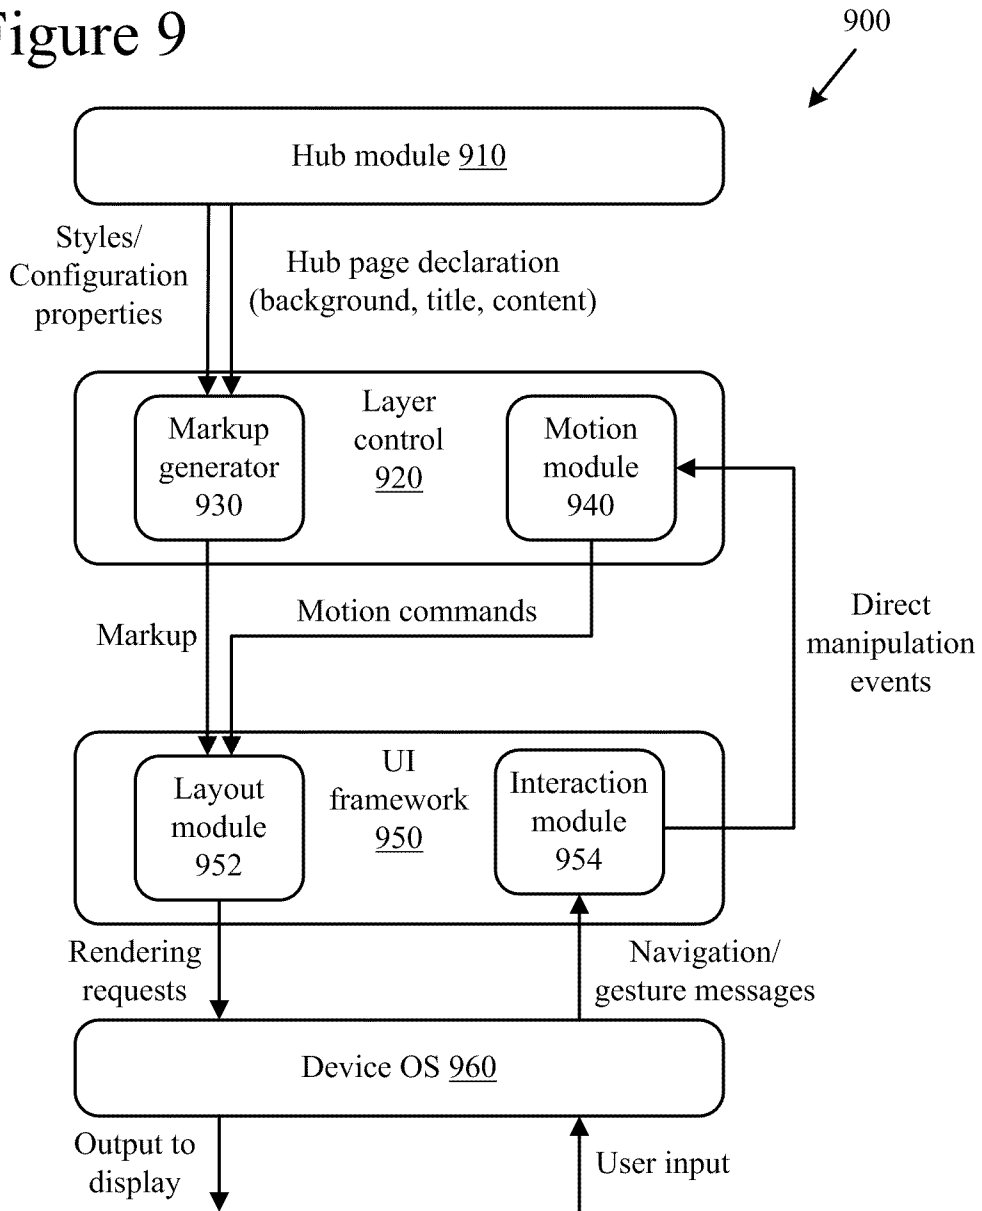 Figure 9
900
Hub module 910
Styles/
Configuration
properties
Hub page declaration
(background, title, content)
Layer
control
920
Markup
generator
930
Motion
module
940
Markup
Motion commands
Direct
manipulation
events
UI
framework
950
Layout
module
952
Interaction
module
954
Rendering
requests
Navigation/
gesture messages
Device OS 960
Output to
display
User input